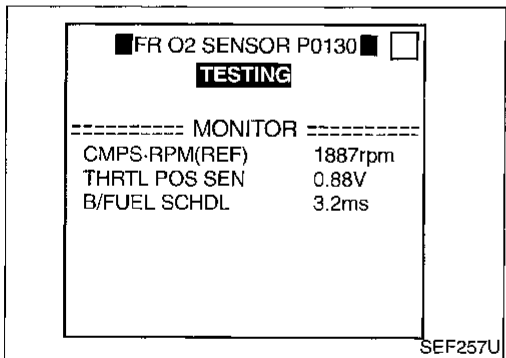 FR O2 SENSOR P0130
TESTING
========= MONITOR =========
CMPS·RPM(REF) 1887rpm
THRTL POS SEN 0.88V
B/FUEL SCHDL 3.2ms
SEF257U